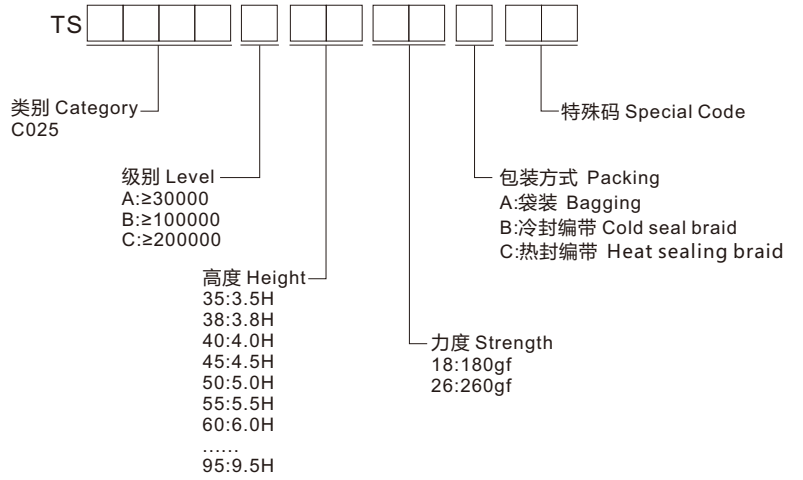 TS
类别 Category
C025
级别 Level
A:≥30000
B:≥100000
C:≥200000
高度 Height
35:3.5H
38:3.8H
40:4.0H
45:4.5H
50:5.0H
55:5.5H
60:6.0H
......
95:9.5H
力度 Strength
18:180gf
26:260gf
包装方式 Packing
A:袋装 Bagging
B:冷封编带 Cold seal braid
C:热封编带 Heat sealing braid
特殊码 Special Code